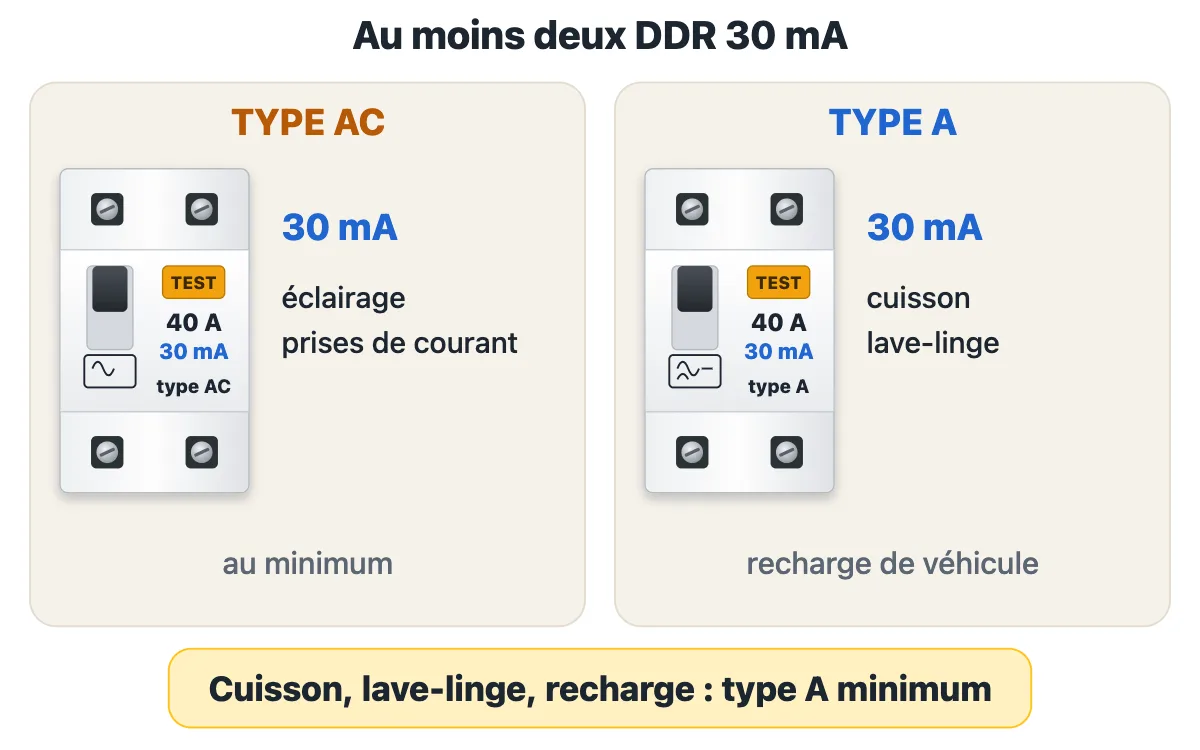 Au moins deux DDR 30 mA
TYPE AC
30 mA
éclairage
prises de courant
TEST
40 A
30 mA
type AC
au minimum
TYPE A
30 mA
cuisson
lave-linge
TEST
40 A
30 mA
type A
recharge de véhicule
Cuisson, lave-linge, recharge : type A minimum